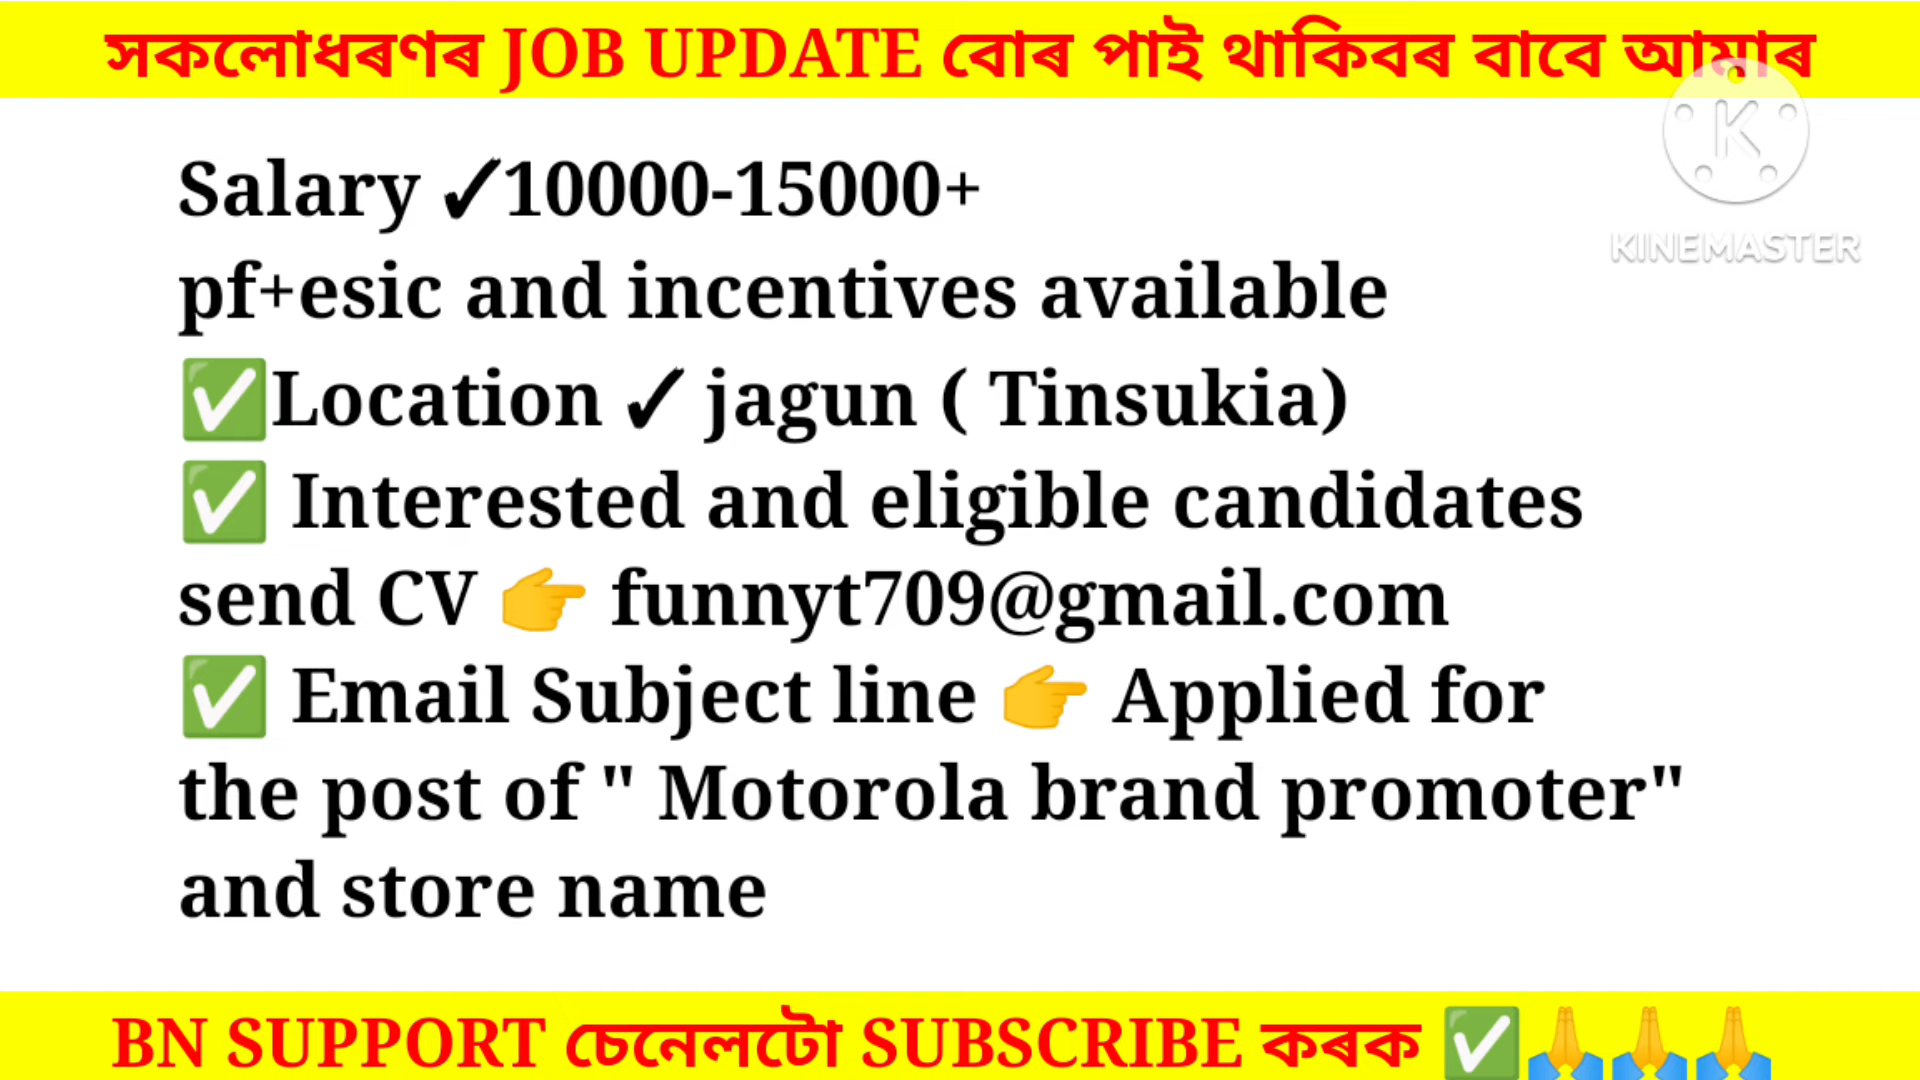 সকলোধৰণৰ JOB UPDATE বোৰ পাই থাকিবৰ বাবে আমাৰ
K
KINEMASTER
Salary ✓10000-15000+
pf+esic and incentives available
✅Location ✓ jagun ( Tinsukia)
✅ Interested and eligible candidates
send CV 👉 funnyt709@gmail.com
✅ Email Subject line 👉 Applied for
the post of " Motorola brand promoter"
and store name
BN SUPPORT চেনেলটো SUBSCRIBE কৰক ✅🙏🙏🙏